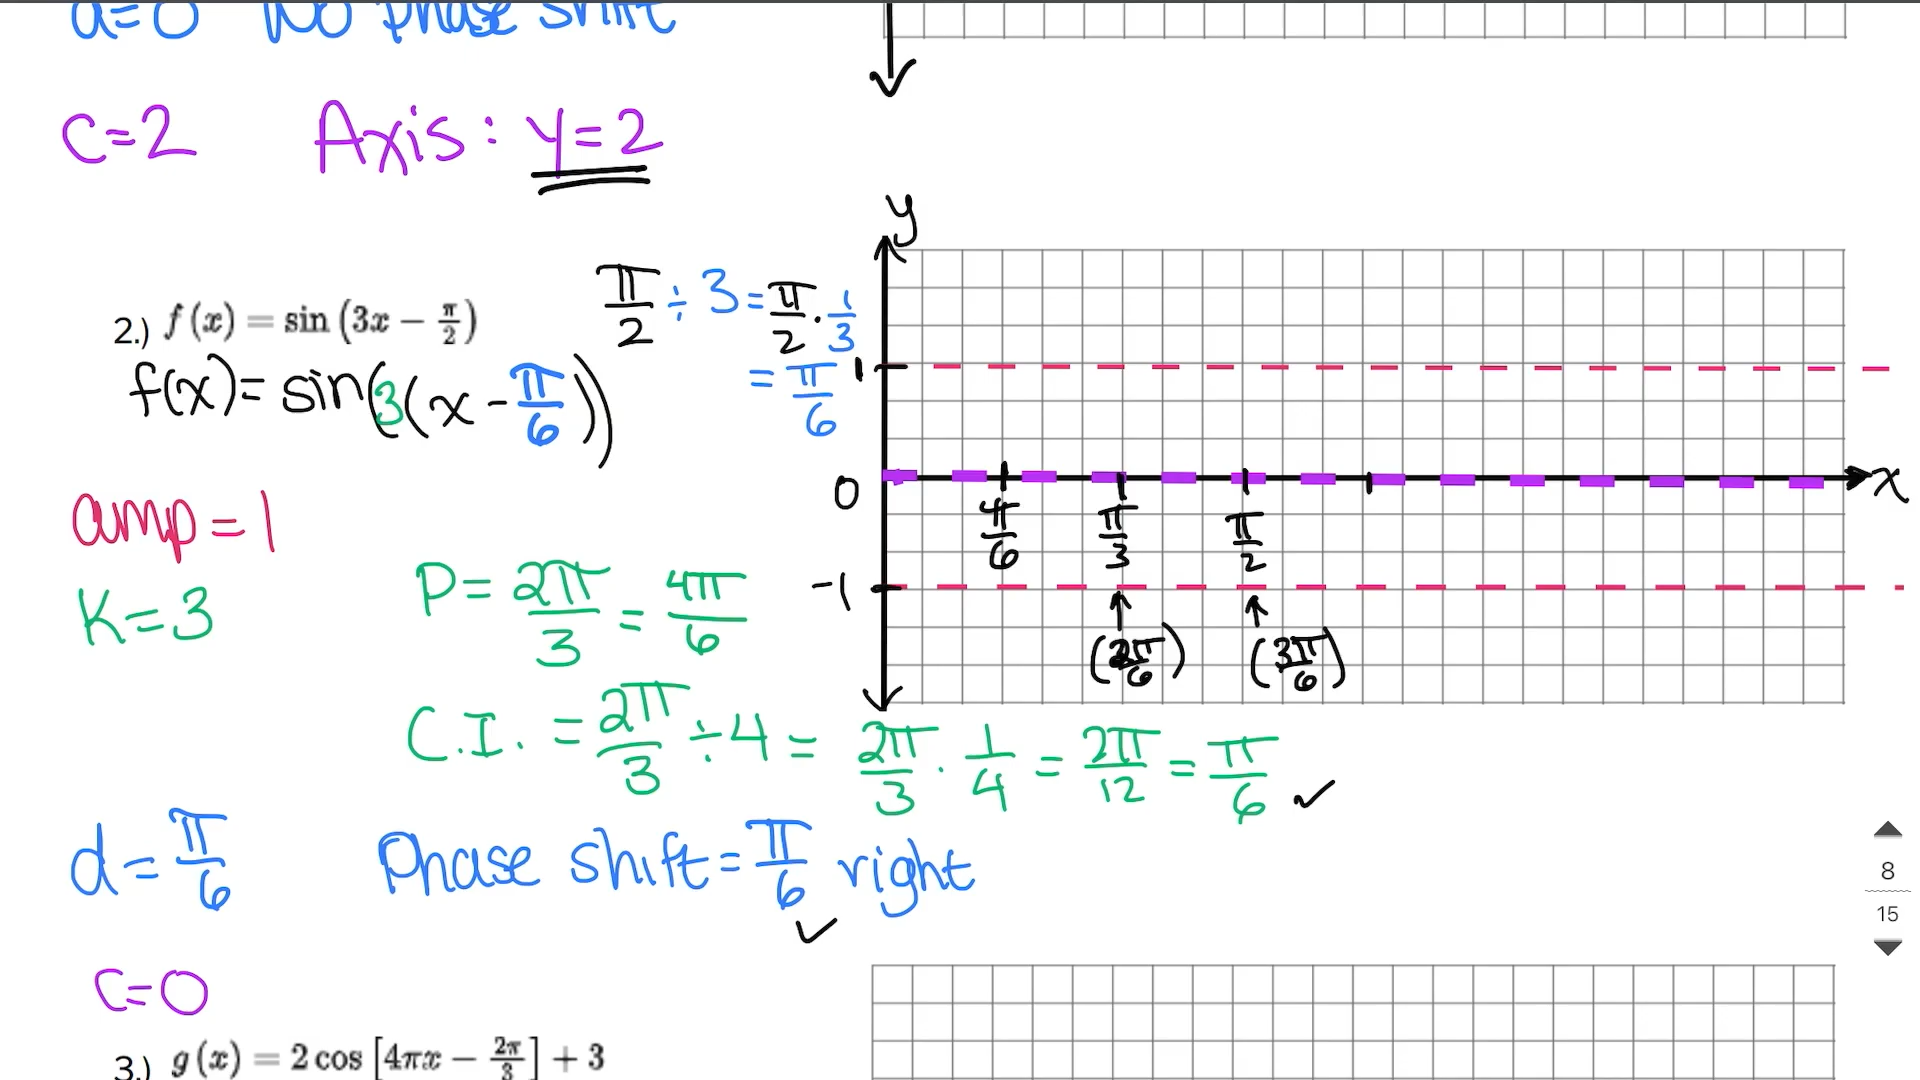 d=0 No phase shift
C=2 Axis: y=2
2.) f(x) = sin(3x − π/2)
π/2 ÷ 3 = π/2 · 1/3
= π/6
f(x)= sin(3(x - π/6))
amp=1
K=3 P= 2π/3 = 4π/6
C.I. = 2π/3 ÷ 4 = 2π/3 · 1/4 = 2π/12 = π/6 ✓
d= π/6 Phase shift= π/6 right
✓
C=0
y
1
0 x
π/6 π/3 π/2
-1
↑ ↑
(2π/6) (3π/6)
3.) g(x) = 2 cos[4πx − 2π/3] + 3
8
15